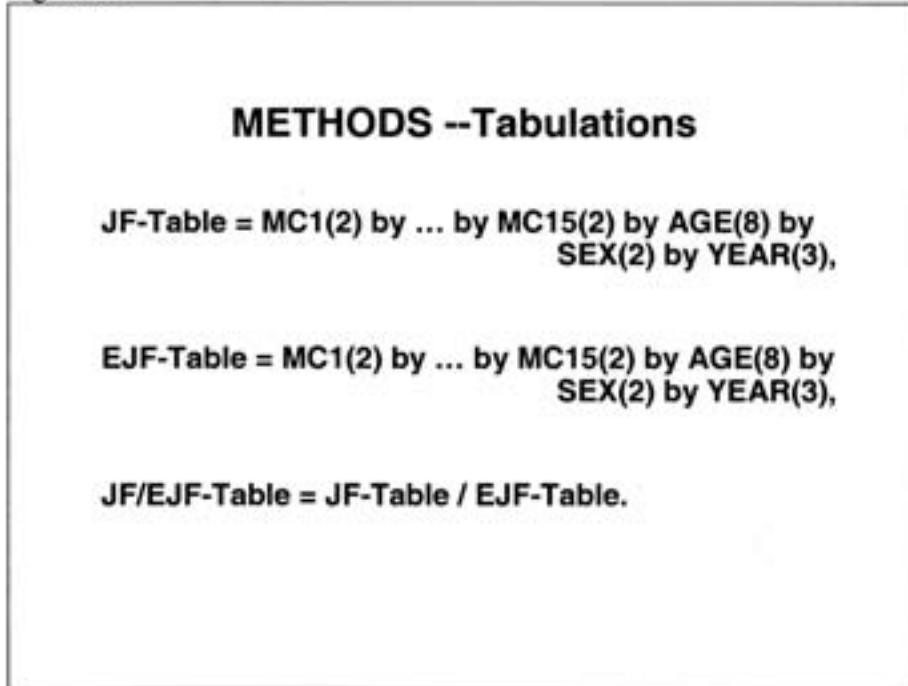 METHODS --Tabulations
JF-Table = MC1(2) by ... by MC15(2) by AGE(8) by
SEX(2) by YEAR(3),
EJF-Table = MC1(2) by ... by MC15(2) by AGE(8) by
SEX(2) by YEAR(3),
JF/EJF-Table = JF-Table / EJF-Table.